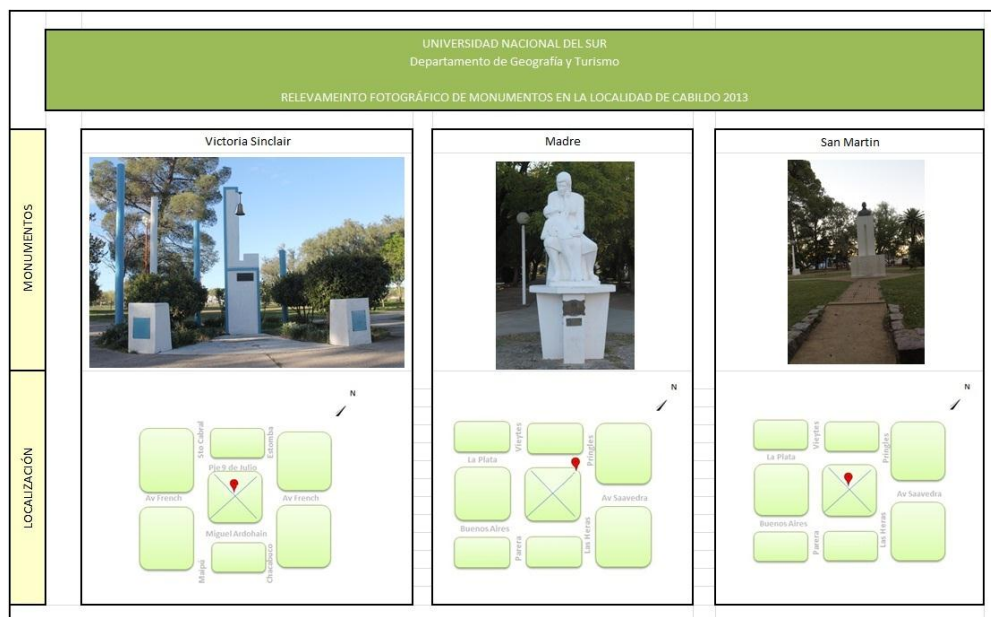 UNIVERSIDAD NACIONAL DEL SUR
Departamento de Geografía y Turismo
RELEVAMEINTO FOTOGRÁFICO DE MONUMENTOS EN LA LOCALIDAD DE CABILDO 2013
MONUMENTOS
Victoria Sinclair
Madre
San Martin
LOCALIZACIÓN
N
Sto Cabral
Estomba
Pje 9 de Julio
Av French
Av French
Miguel Ardohain
Maipú
Chacabuco
N
Vieytes
Pringles
La Plata
Av Saavedra
Buenos Aires
Parera
Las Heras
N
Vieytes
Pringles
La Plata
Av Saavedra
Buenos Aires
Parera
Las Heras